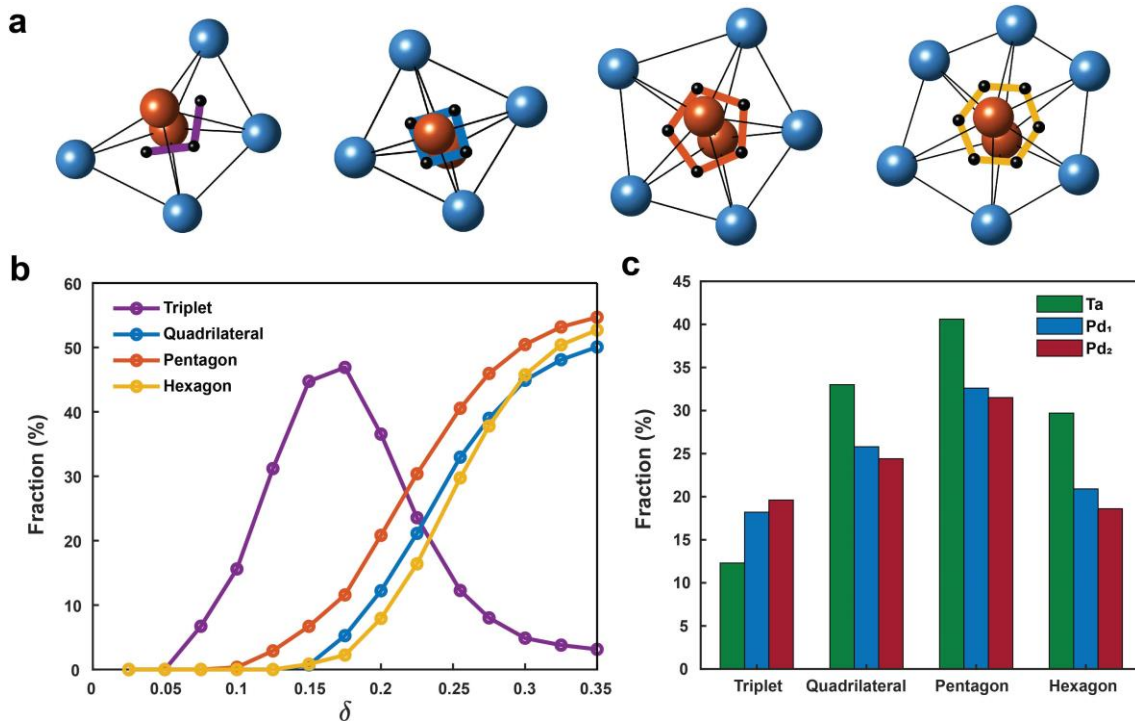 a
b
60
50
40
30
20
10
0
Fraction (%)
Triplet
Quadrilateral
Pentagon
Hexagon
0 0.05 0.1 0.15 0.2 0.25 0.3 0.35
δ
c
45
40
35
30
25
20
15
10
5
0
Fraction (%)
Ta
Pd₁
Pd₂
Triplet Quadrilateral Pentagon Hexagon